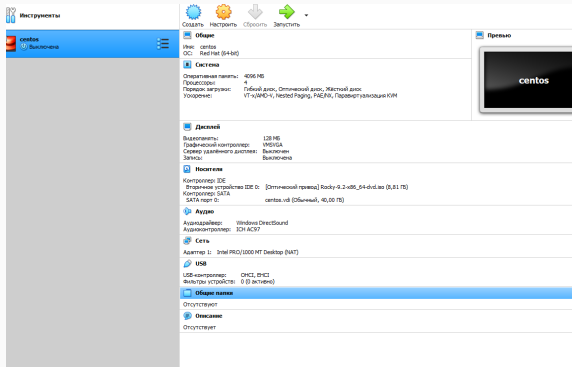 Инструменты
Создать Настроить Сбросить Запустить
centos
Выключена
Общие
Имя: centos
ОС: Red Hat (64-bit)
Превью
centos
Система
Оперативная память: 4096 МБ
Процессоры: 4
Порядок загрузки: Гибкий диск, Оптический диск, Жёсткий диск
Ускорение: VT-x/AMD-V, Nested Paging, PAE/NX, Паравиртуализация KVM
Дисплей
Видеопамять: 128 МБ
Графический контроллер: VMSVGA
Сервер удалённого дисплея: Выключен
Запись: Выключена
Носители
Контроллер: IDE
Вторичное устройство IDE 0: [Оптический привод] Rocky-9.2-x86_64-dvd.iso (8,81 ГБ)
Контроллер: SATA
SATA порт 0: centos.vdi (Обычный, 40,00 ГБ)
Аудио
Аудиодрайвер: Windows DirectSound
Аудиоконтроллер: ICH AC97
Сеть
Адаптер 1: Intel PRO/1000 MT Desktop (NAT)
USB
USB-контроллер: OHCI, EHCI
Фильтры устройств: 0 (0 активно)
Общие папки
Отсутствуют
Описание
Отсутствует